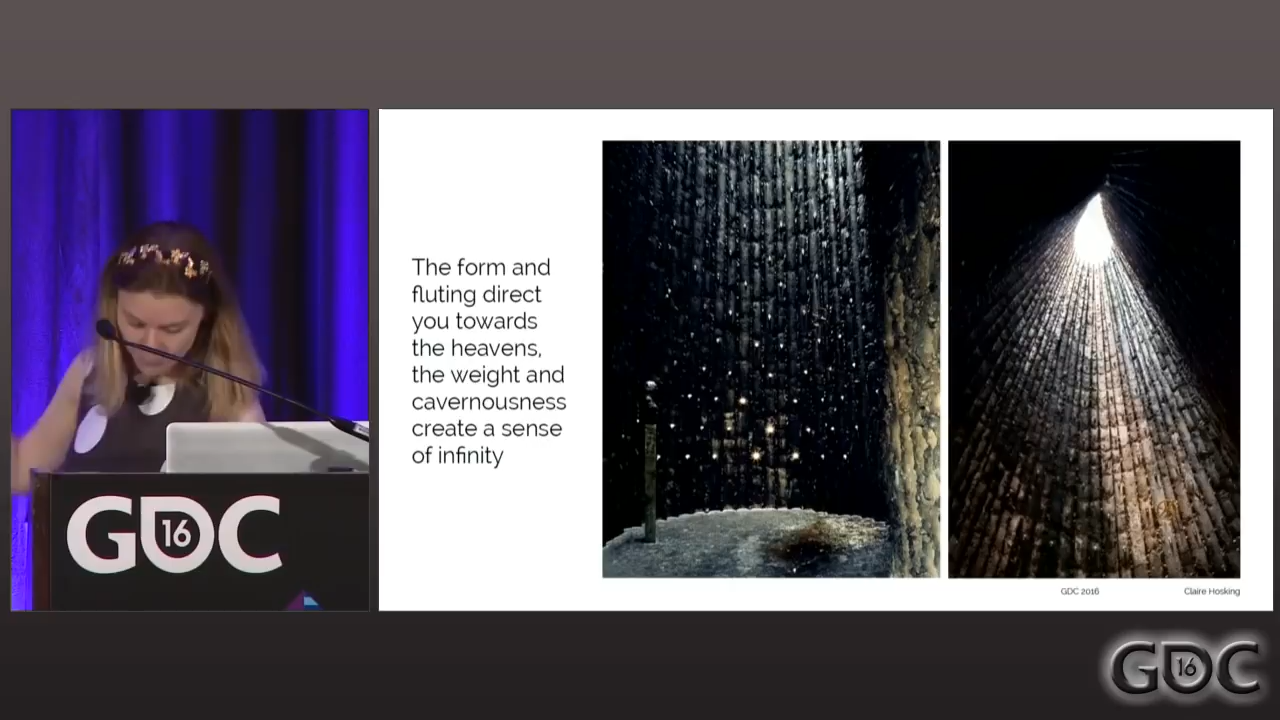 The form and
fluting direct
you towards
the heavens,
the weight and
cavernousness
create a sense
of infinity
GDC 2016
Claire Hosking
GDC
16
GDC
16